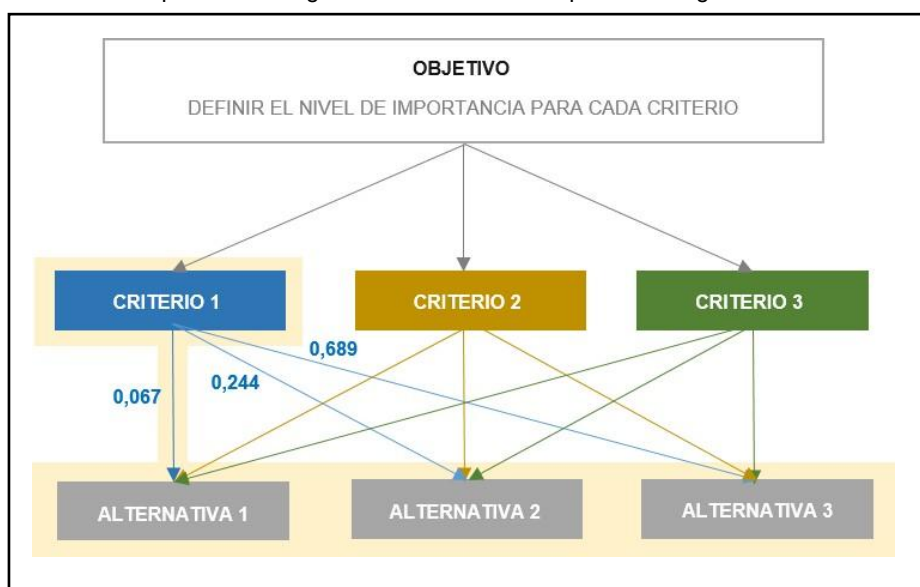 OBJETIVO
DEFINIR EL NIVEL DE IMPORTANCIA PARA CADA CRITERIO
CRITERIO 1
CRITERIO 2
CRITERIO 3
0,689
0,244
0,067
ALTERNATIVA 1
ALTERNATIVA 2
ALTERNATIVA 3